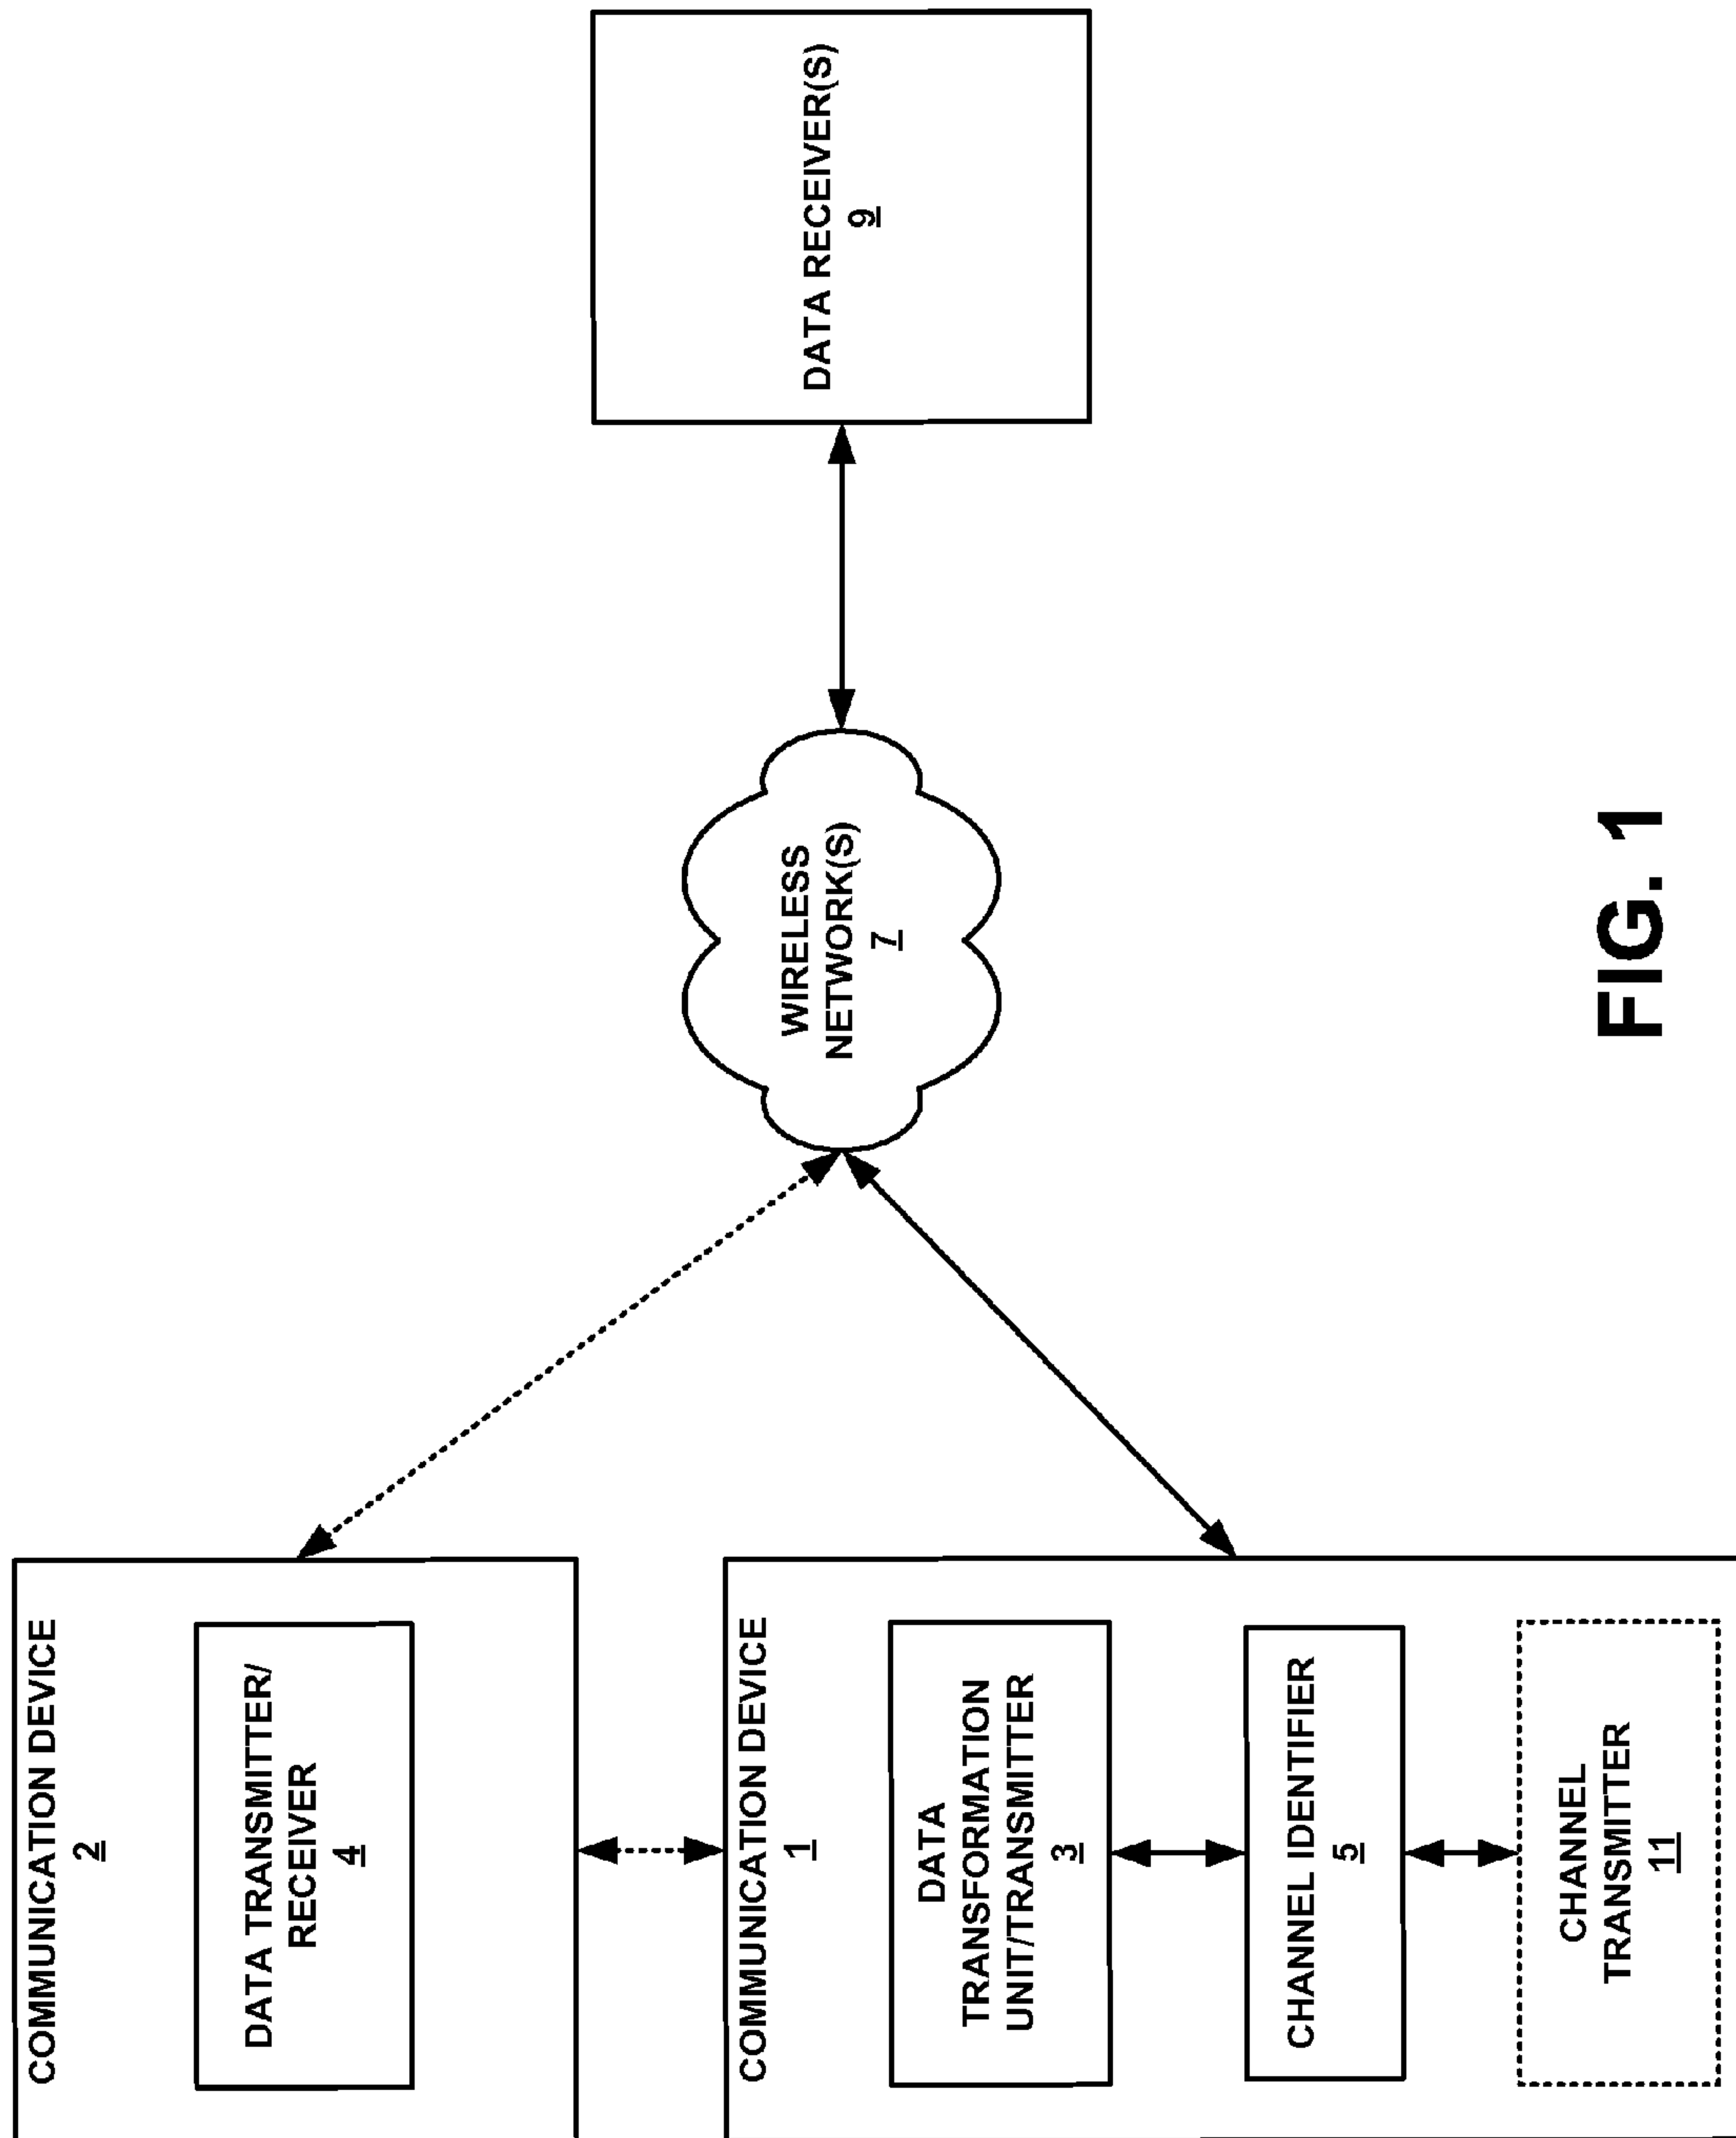 COMMUNICATION DEVICE
2
DATA TRANSMITTER/
RECEIVER
4
COMMUNICATION DEVICE
1
DATA
TRANSFORMATION
UNIT/TRANSMITTER
3
CHANNEL IDENTIFIER
5
CHANNEL
TRANSMITTER
11
WIRELESS
NETWORK(S)
7
DATA RECEIVER(S)
9
FIG. 1